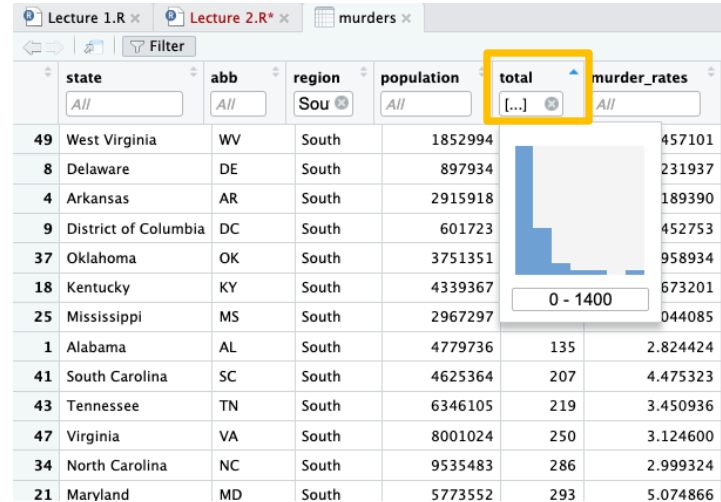 Lecture 1.R × Lecture 2.R* × murders ×
Filter
state abb region population total murder_rates
All All Sou All [...] All
49 West Virginia WV South 1852994 457101
8 Delaware DE South 897934 231937
4 Arkansas AR South 2915918 189390
9 District of Columbia DC South 601723 452753
37 Oklahoma OK South 3751351 958934
18 Kentucky KY South 4339367 0 - 1400 673201
25 Mississippi MS South 2967297 044085
1 Alabama AL South 4779736 135 2.824424
41 South Carolina SC South 4625364 207 4.475323
43 Tennessee TN South 6346105 219 3.450936
47 Virginia VA South 8001024 250 3.124600
34 North Carolina NC South 9535483 286 2.999324
21 Maryland MD South 5773552 293 5.074866